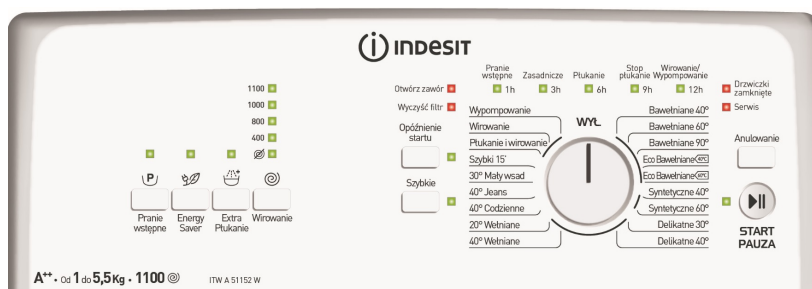 INDESIT
1100
1000
800
400
P
Pranie
wstępne
Energy
Saver
Extra
Płukanie
Wirowanie
Otwórz zawór
Wyczyść filtr
Pranie
wstępne
1h
Zasadnicze
3h
Płukanie
6h
Stop
płukanie
9h
Wirowanie/
Wypompowanie
12h
Drzwiczki
zamknięte
Serwis
Opóźnienie
startu
Szybkie
WYŁ.
Wypompowanie
Wirowanie
Płukanie i wirowanie
Szybki 15'
30° Mały wsad
40° Jeans
40° Codzienne
20° Wełniane
40° Wełniane
Bawełniane 40°
Bawełniane 60°
Bawełniane 90°
Eco Bawełniane
Eco Bawełniane
Syntetyczne 40°
Syntetyczne 60°
Delikatne 30°
Delikatne 40°
Anulowanie
START
PAUZA
A++ • Od 1 do 5,5 Kg • 1100
ITW A 51152 W